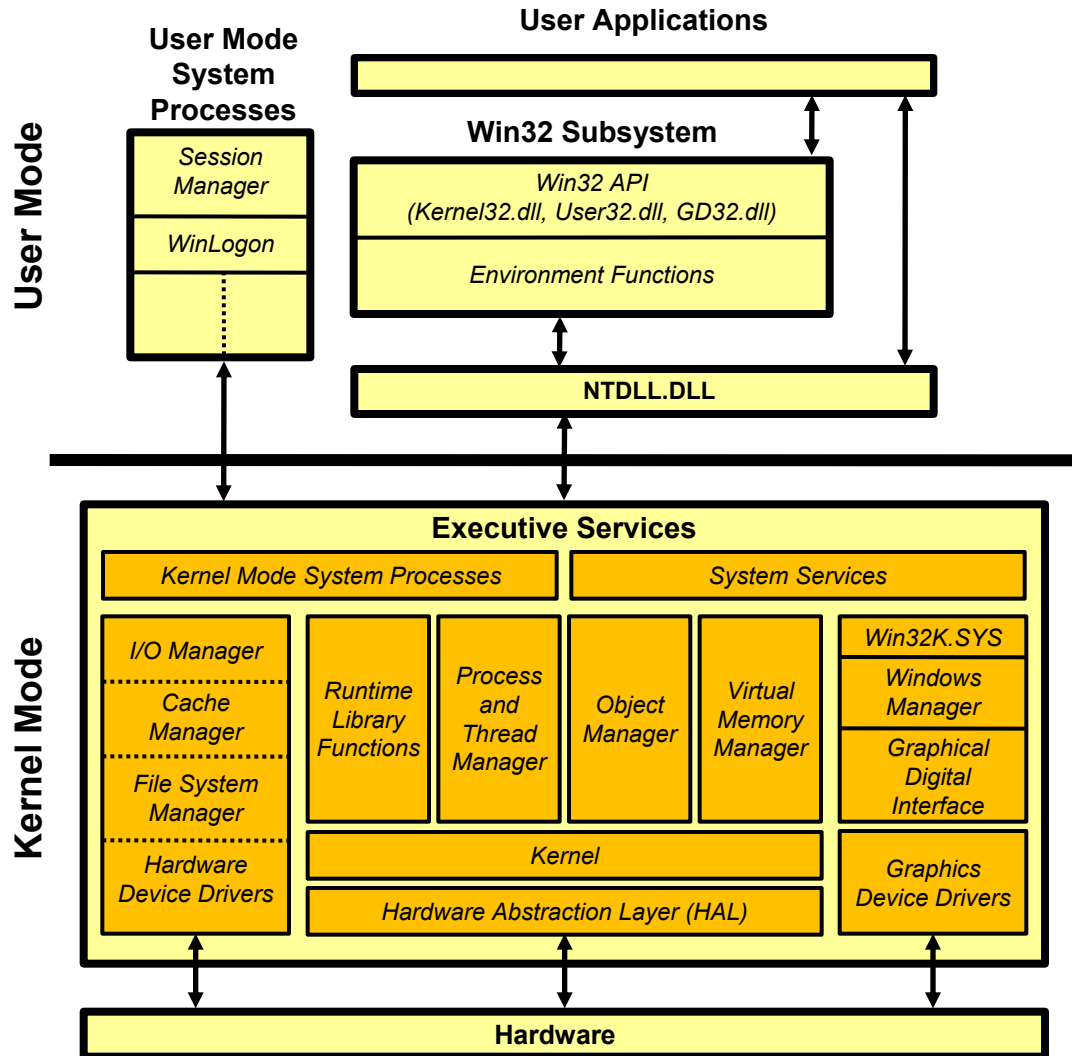 User Applications
User Mode
System
Processes
User Mode
Session
Manager
WinLogon
Win32 Subsystem
Win32 API
(Kernel32.dll, User32.dll, GD32.dll)
Environment Functions
NTDLL.DLL
Kernel Mode
Executive Services
Kernel Mode System Processes
System Services
I/O Manager
Cache
Manager
File System
Manager
Hardware
Device Drivers
Runtime
Library
Functions
Process
and
Thread
Manager
Object
Manager
Virtual
Memory
Manager
Win32K.SYS
Windows
Manager
Graphical
Digital
Interface
Kernel
Hardware Abstraction Layer (HAL)
Graphics
Device Drivers
Hardware